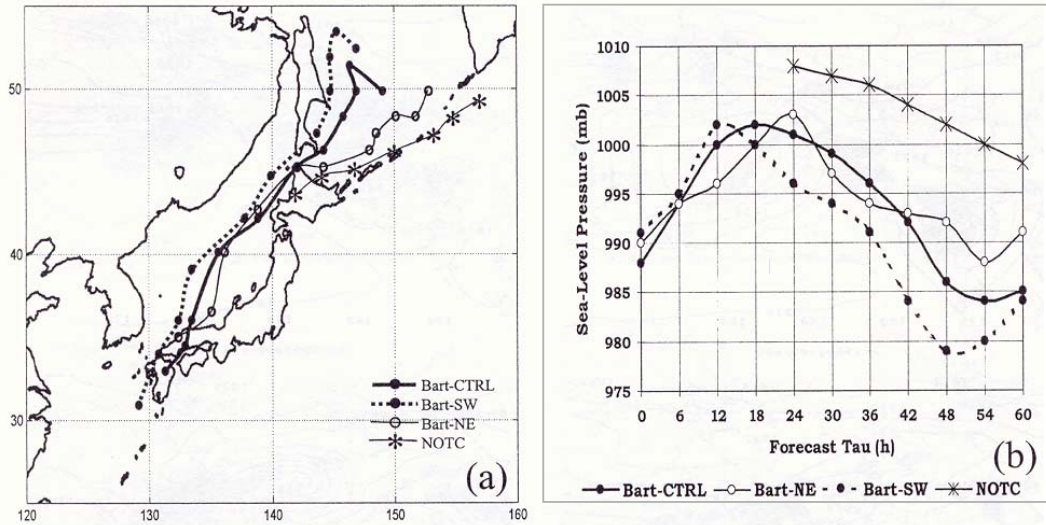 50
40
30
120
130
140
150
160
Bart-CTRL
Bart-SW
Bart-NE
NOTC
(a)
Sea-Level Pressure (mb)
1010
1005
1000
995
990
985
980
975
0 6 12 18 24 30 36 42 48 54 60
Forecast Tau (h)
(b)
Bart-CTRL Bart-NE Bart-SW NOTC